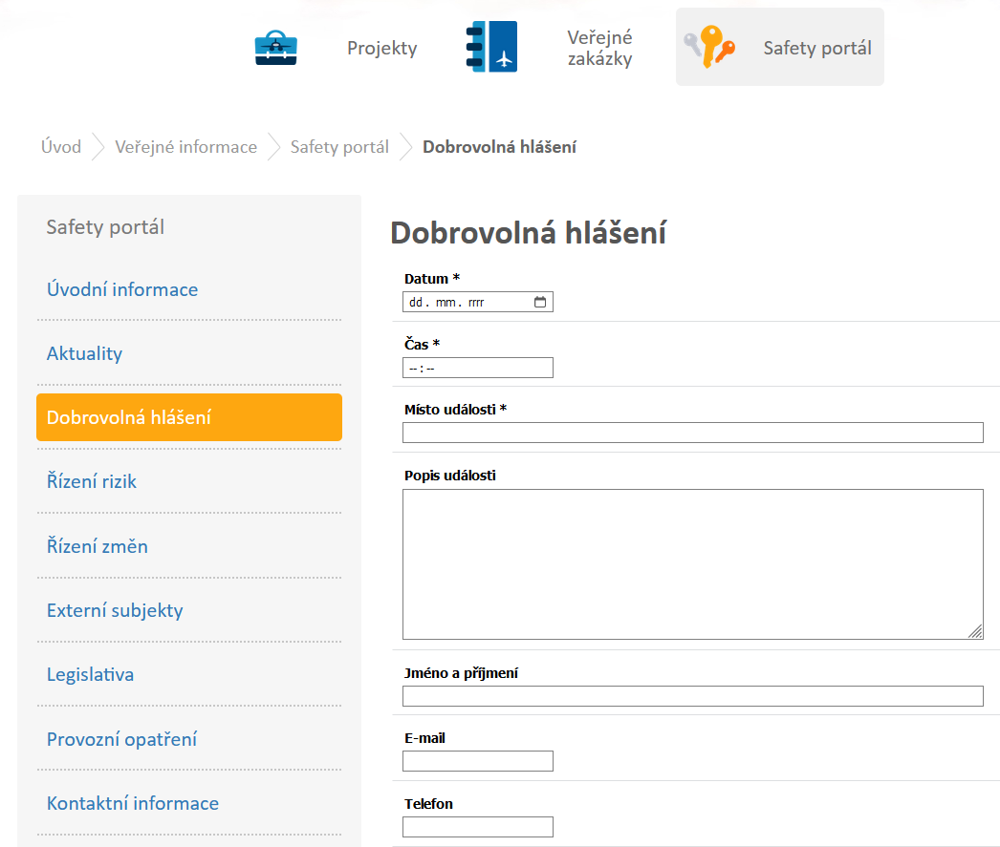 Projekty
Veřejné
zakázky
Safety portál
Úvod
Veřejné informace
Safety portál
Dobrovolná hlášení
Safety portál
Úvodní informace
Aktuality
Dobrovolná hlášení
Řízení rizik
Řízení změn
Externí subjekty
Legislativa
Provozní opatření
Kontaktní informace
Dobrovolná hlášení
Datum *
dd . mm . rrrr
Čas *
-- : --
Místo události *
Popis události
Jméno a příjmení
E-mail
Telefon